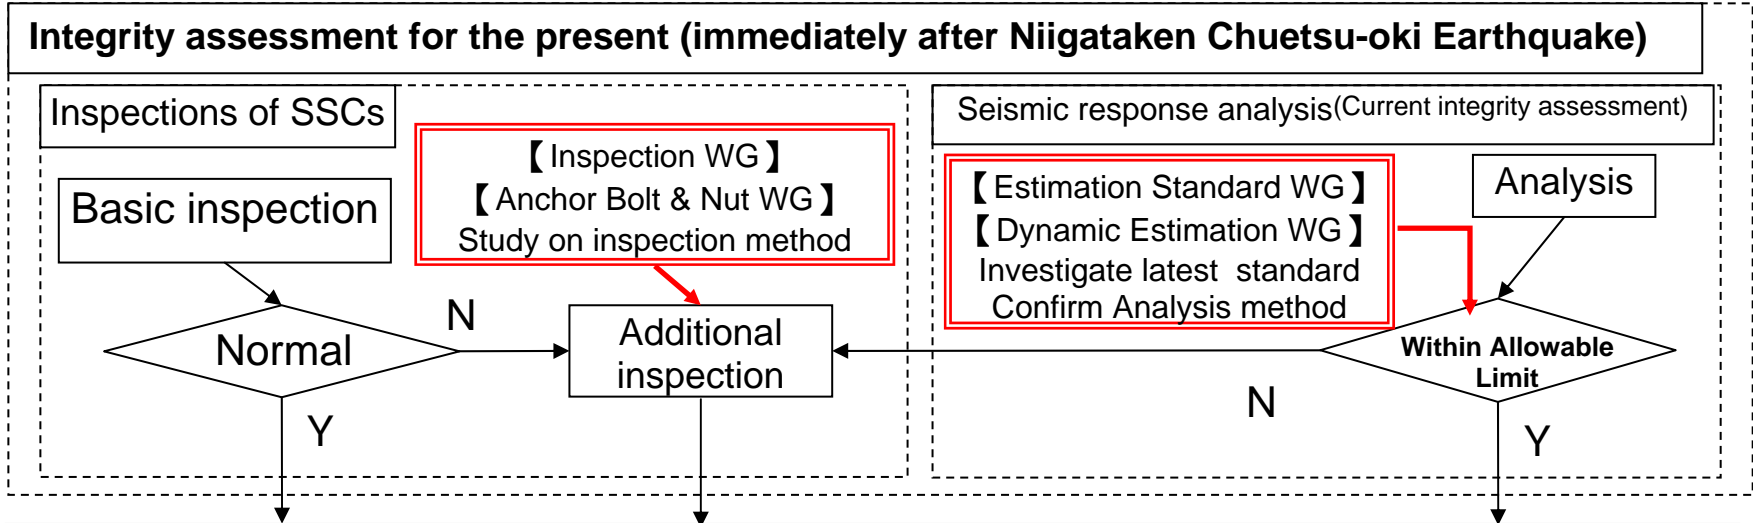 Integrity assessment for the present (immediately after Niigataken Chuetsu-oki Earthquake)
Inspections of SSCs
【Inspection WG】
【Anchor Bolt & Nut WG】
Study on inspection method
Basic inspection
Normal
N
Y
Additional
inspection
Seismic response analysis(Current integrity assessment)
【Estimation Standard WG】
【Dynamic Estimation WG】
Investigate latest standard
Confirm Analysis method
Analysis
Within Allowable
Limit
N
Y